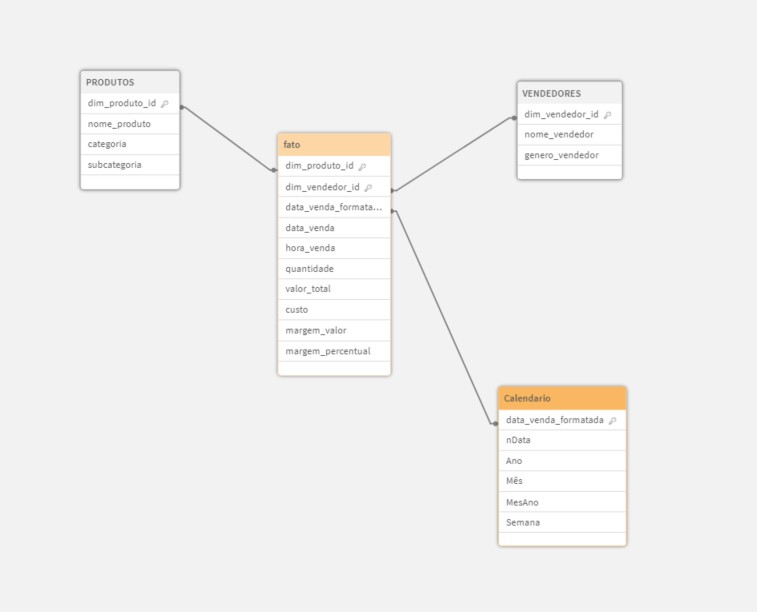 PRODUTOS
dim_produto_id
nome_produto
categoria
subcategoria
fato
dim_produto_id
dim_vendedor_id
data_venda_formata...
data_venda
hora_venda
quantidade
valor_total
custo
margem_valor
margem_percentual
VENDEDORES
dim_vendedor_id
nome_vendedor
genero_vendedor
Calendario
data_venda_formatada
nData
Ano
Mês
MesAno
Semana